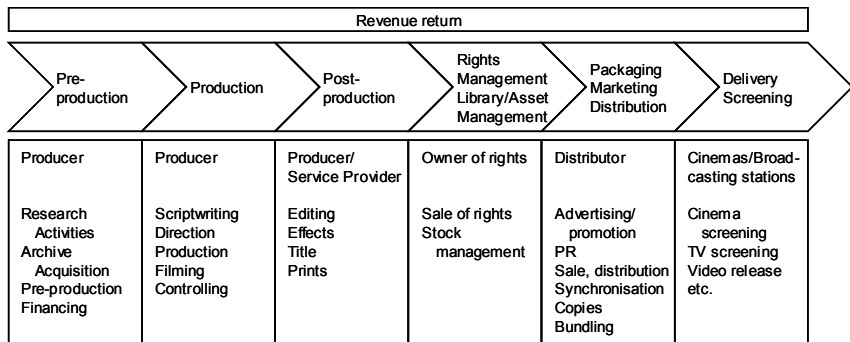 Revenue return
Pre-
production
Production
Post-
production
Rights
Management
Library/Asset
Management
Packaging
Marketing
Distribution
Delivery
Screening
Producer
Research
Activities
Archive
Acquisition
Pre-production
Financing
Producer
Scriptwriting
Direction
Production
Filming
Controlling
Producer/
Service Provider
Editing
Effects
Title
Prints
Owner of rights
Sale of rights
Stock
management
Distributor
Advertising/
promotion
PR
Sale, distribution
Synchronisation
Copies
Bundling
Cinemas/Broad-
casting stations
Cinema
screening
TV screening
Video release
etc.